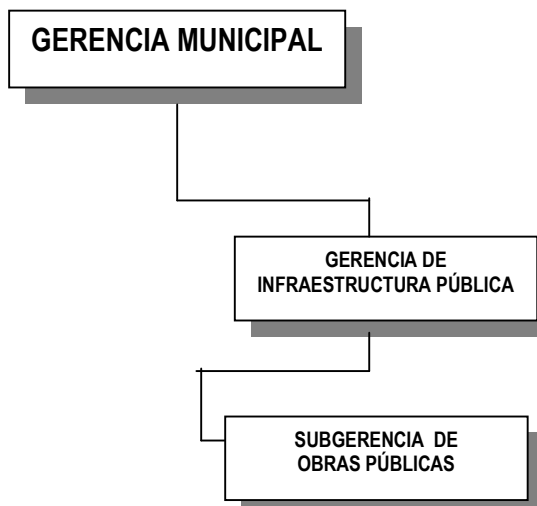 GERENCIA MUNICIPAL
GERENCIA DE
INFRAESTRUCTURA PÚBLICA
SUBGERENCIA DE
OBRAS PÚBLICAS